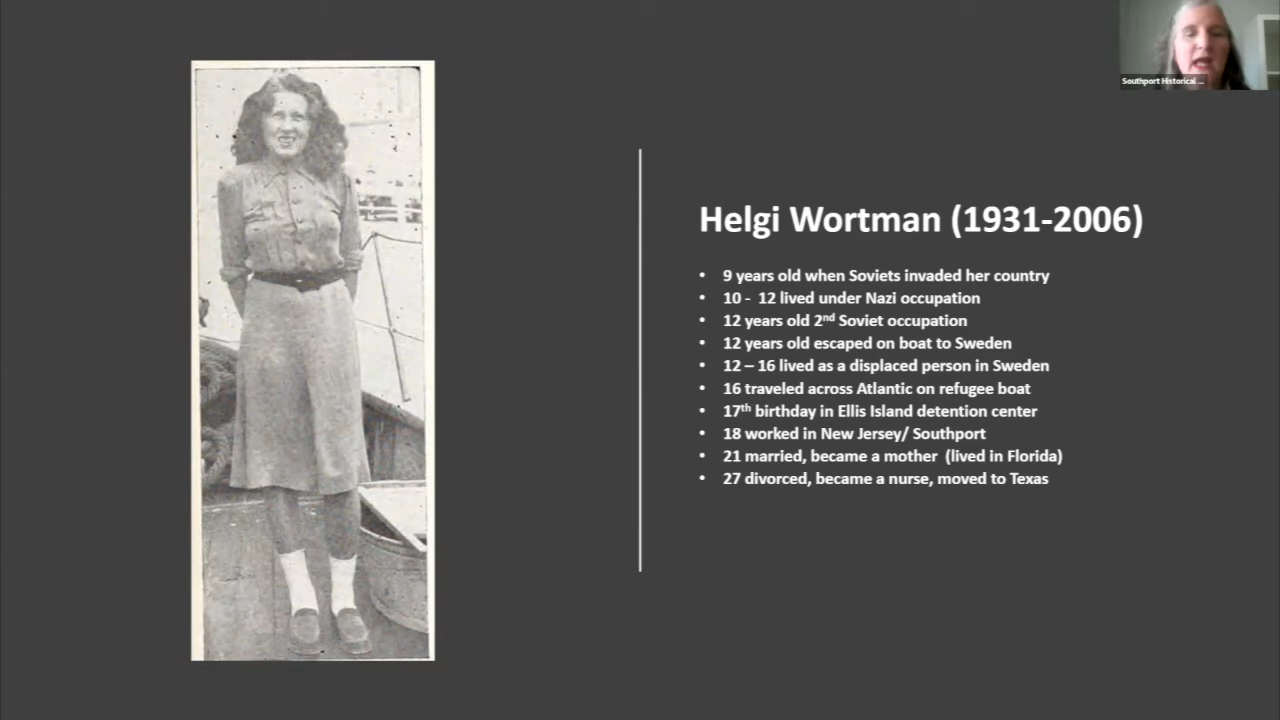 Southport Historical ...
Helgi Wortman (1931-2006)
• 9 years old when Soviets invaded her country
• 10 - 12 lived under Nazi occupation
• 12 years old 2nd Soviet occupation
• 12 years old escaped on boat to Sweden
• 12 – 16 lived as a displaced person in Sweden
• 16 traveled across Atlantic on refugee boat
• 17th birthday in Ellis Island detention center
• 18 worked in New Jersey/ Southport
• 21 married, became a mother (lived in Florida)
• 27 divorced, became a nurse, moved to Texas